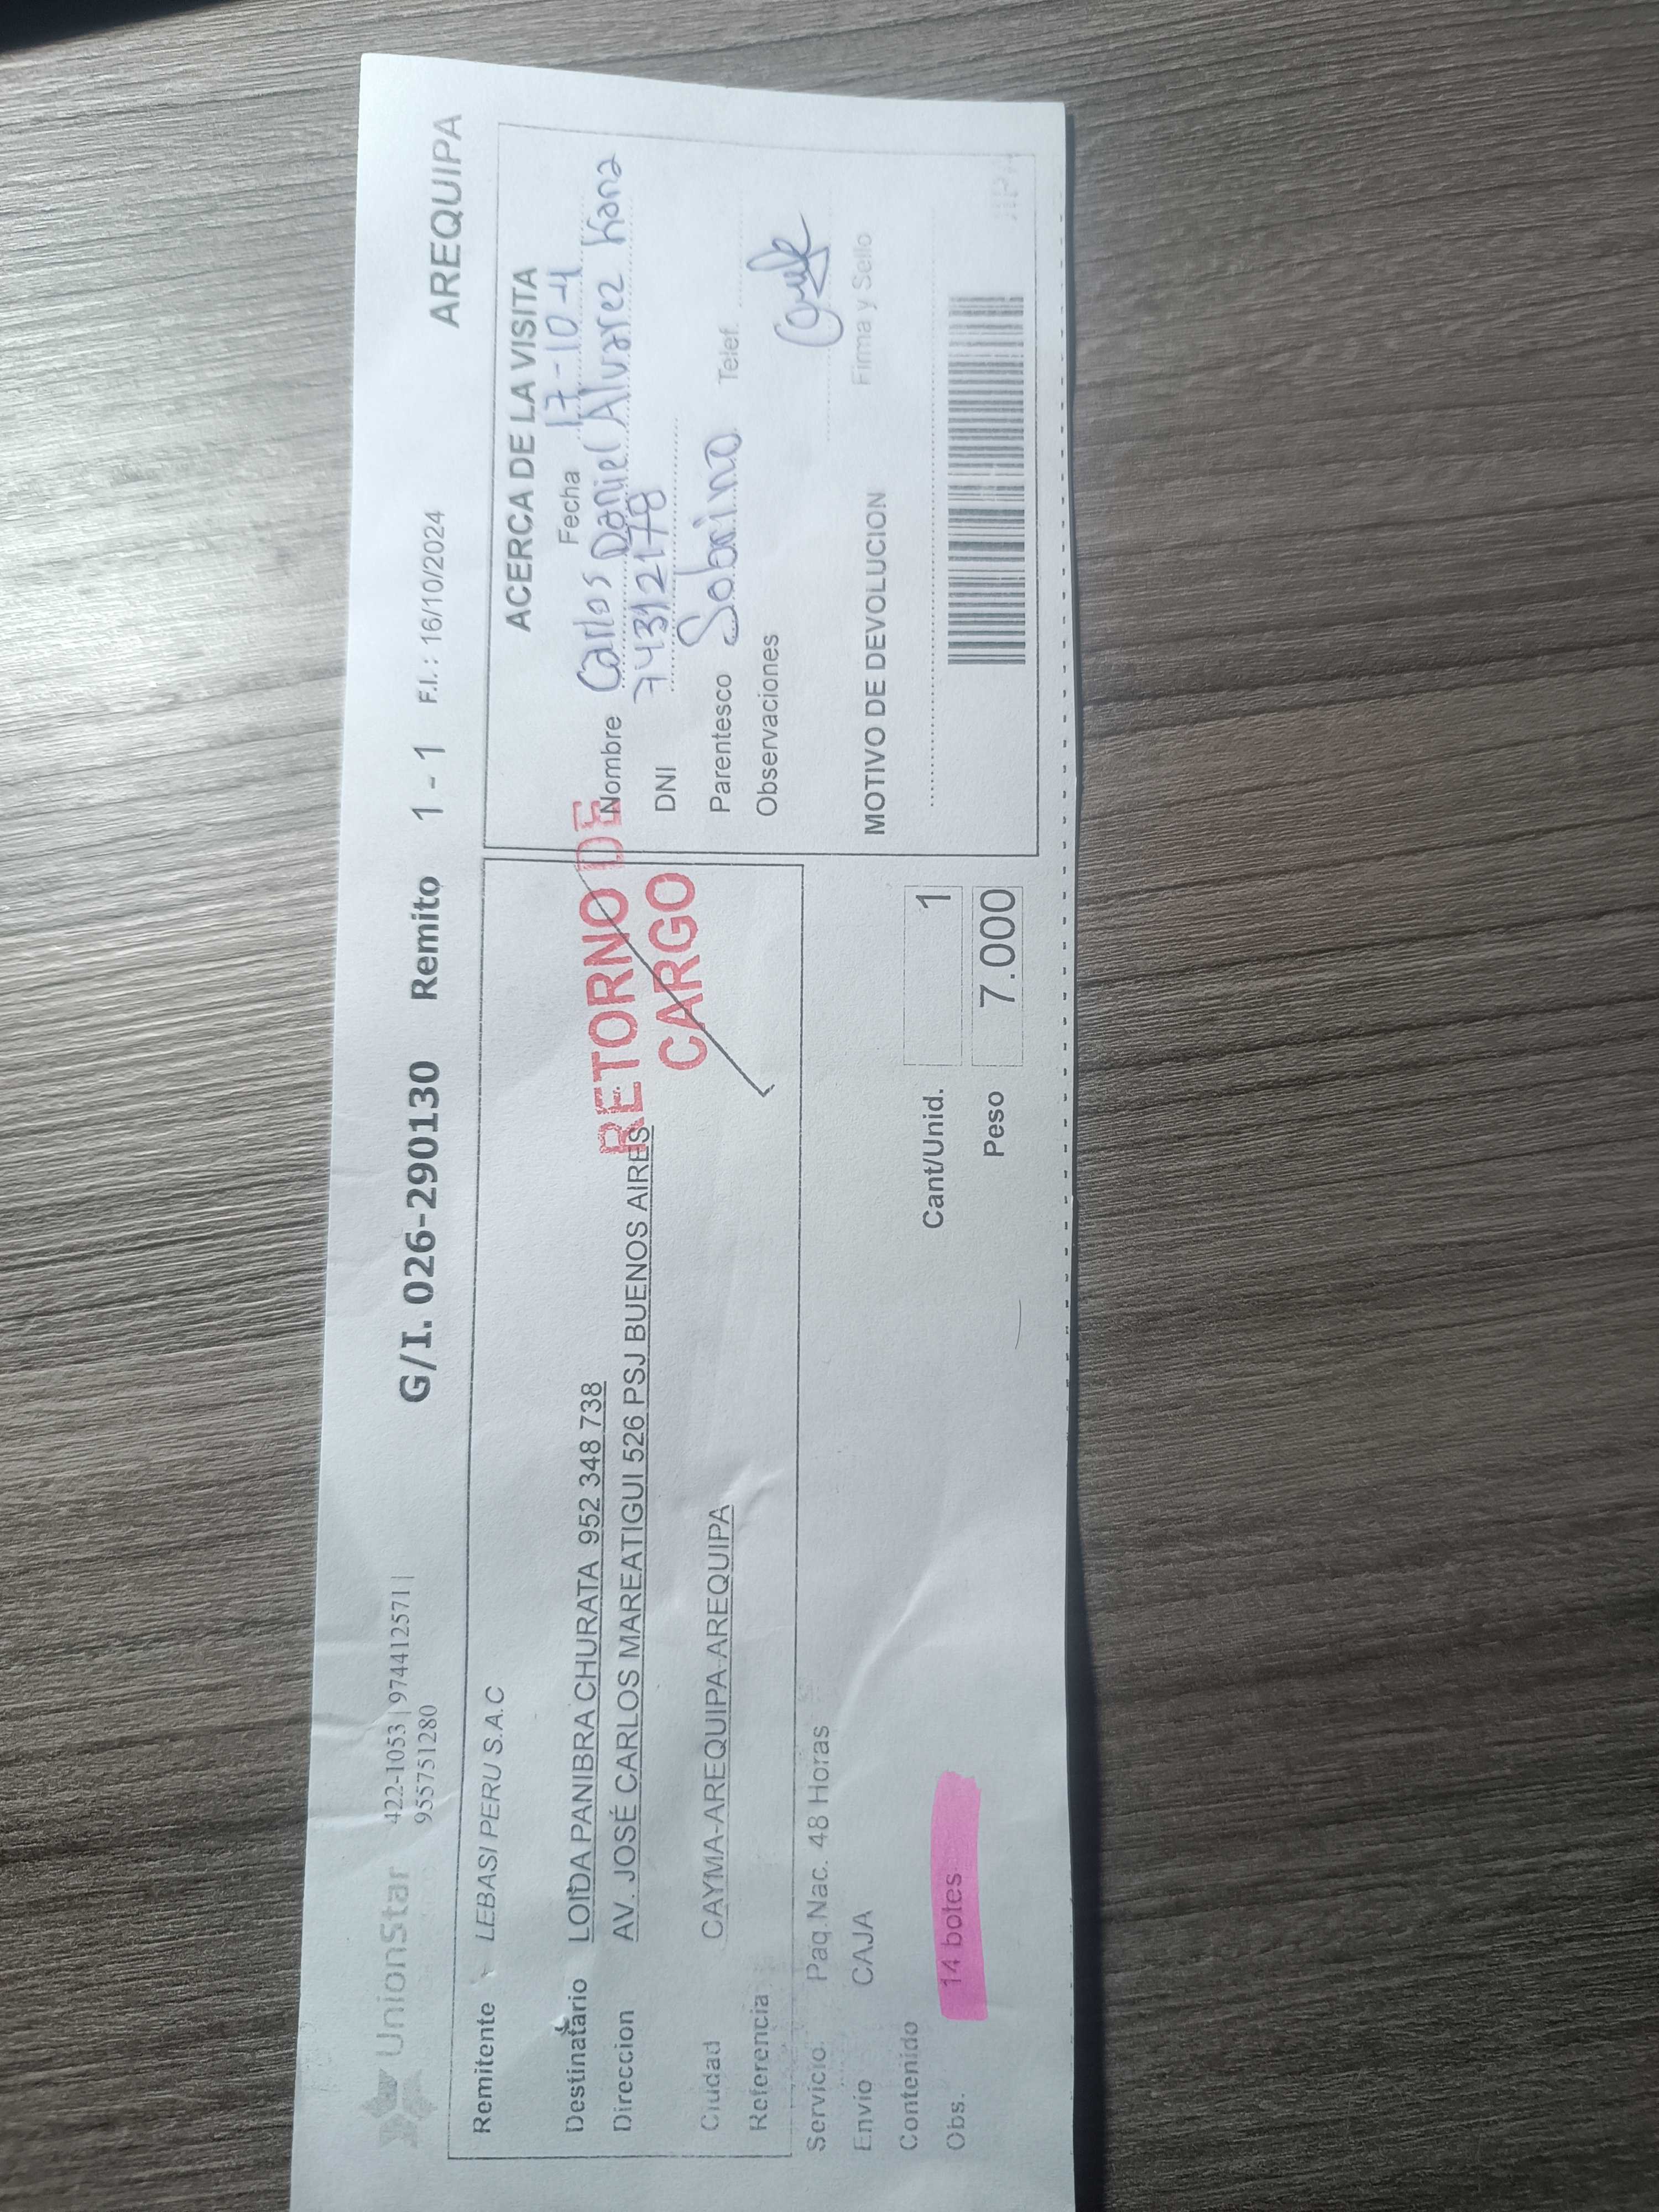 UnionStar 422-1053 | 974412571 |
955751280
G/I. 026-290130 Remito 1 - 1 F.I.: 16/10/2024 AREQUIPA
Remitente LEBASI PERU S.A.C
Destinatario LOIDA PANIBRA CHURATA 952 348 738
Direccion AV. JOSÉ CARLOS MAREATIGUI 526 PSJ BUENOS AIRES
Ciudad CAYMA-AREQUIPA-AREQUIPA
Referencia
RETORNO DE
CARGO
Servicio. Paq.Nac. 48 Horas
Envio CAJA
Contenido
Obs. 14 botes
Cant/Unid. 1
Peso 7.000
ACERCA DE LA VISITA
Fecha 17-10-4
Nombre Carlos Daniel Alvarez Kana
DNI 74312178
Parentesco Sobrino Telef.
Observaciones
Firma y Sello
MOTIVO DE DEVOLUCION